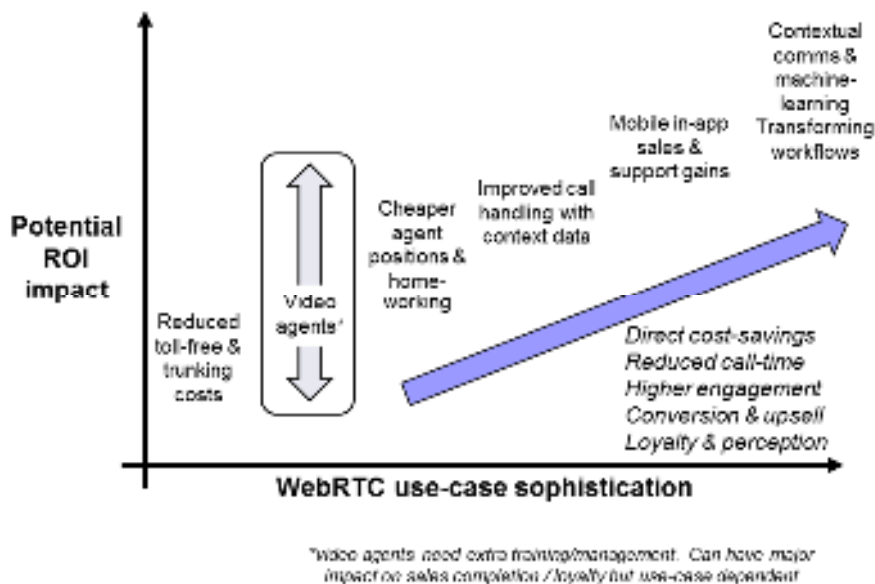 Contextual
comms &
machine-
learning
Transforming
workflows
Mobile in-app
sales &
support gains
Improved call
handling with
context data
Cheaper
agent
positions &
home-
working
Potential
ROI
impact
Video
agents*
Reduced
toll-free &
trunking
costs
Direct cost-savings
Reduced call-time
Higher engagement
Conversion & upsell
Loyalty & perception
WebRTC use-case sophistication
*video agents need extra training/management. Can have major
impact on sales completion / loyalty but use-case dependent